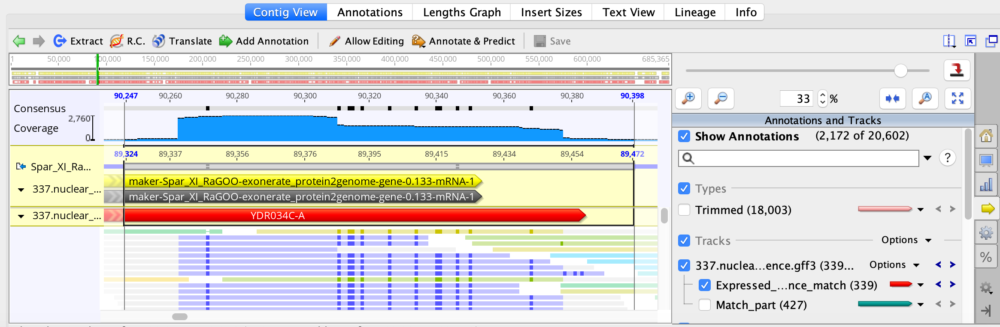 Contig View Annotations Lengths Graph Insert Sizes Text View Lineage Info
Extract R.C. Translate Add Annotation Allow Editing Annotate & Predict Save
1 50,000 100,000 150,000 200,000 250,000 300,000 350,000 400,000 450,000 500,000 550,000 600,000 685,365
33 %
90,247 90,260 90,280 90,300 90,320 90,340 90,360 90,380 90,398
Consensus
2,760
Coverage
0
89,324 89,337 89,356 89,376 89,395 89,415 89,434 89,454 89,472
Spar_XI_Ra...
maker-Spar_XI_RaGOO-exonerate_protein2genome-gene-0.133-mRNA-1
337.nuclear_...
maker-Spar_XI_RaGOO-exonerate_protein2genome-gene-0.133-mRNA-1
337.nuclear_... YDR034C-A
Annotations and Tracks
Show Annotations (2,172 of 20,602)
?
Types
Trimmed (18,003)
Tracks Options
337.nuclea...ence.gff3 (339... Options
Expressed_...nce_match (339)
Match_part (427)
%